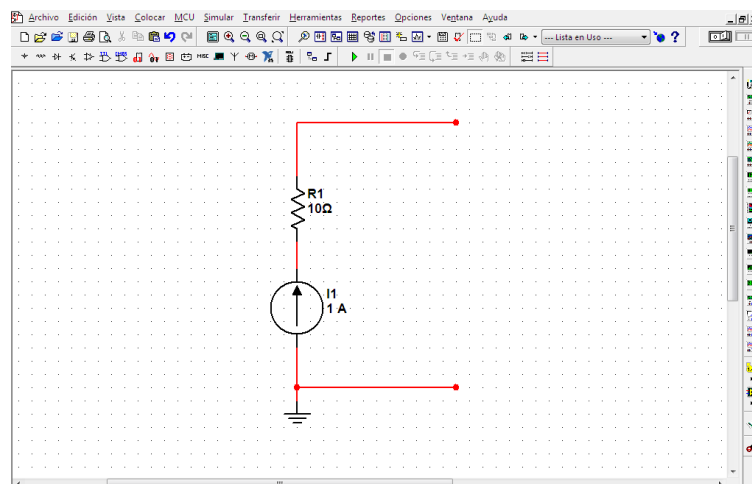 Archivo Edición Vista Colocar MCU Simular Transferir Herramientas Reportes Opciones Ventana Ayuda
--- Lista en Uso ---
MISC
R1
10Ω
I1
1 A